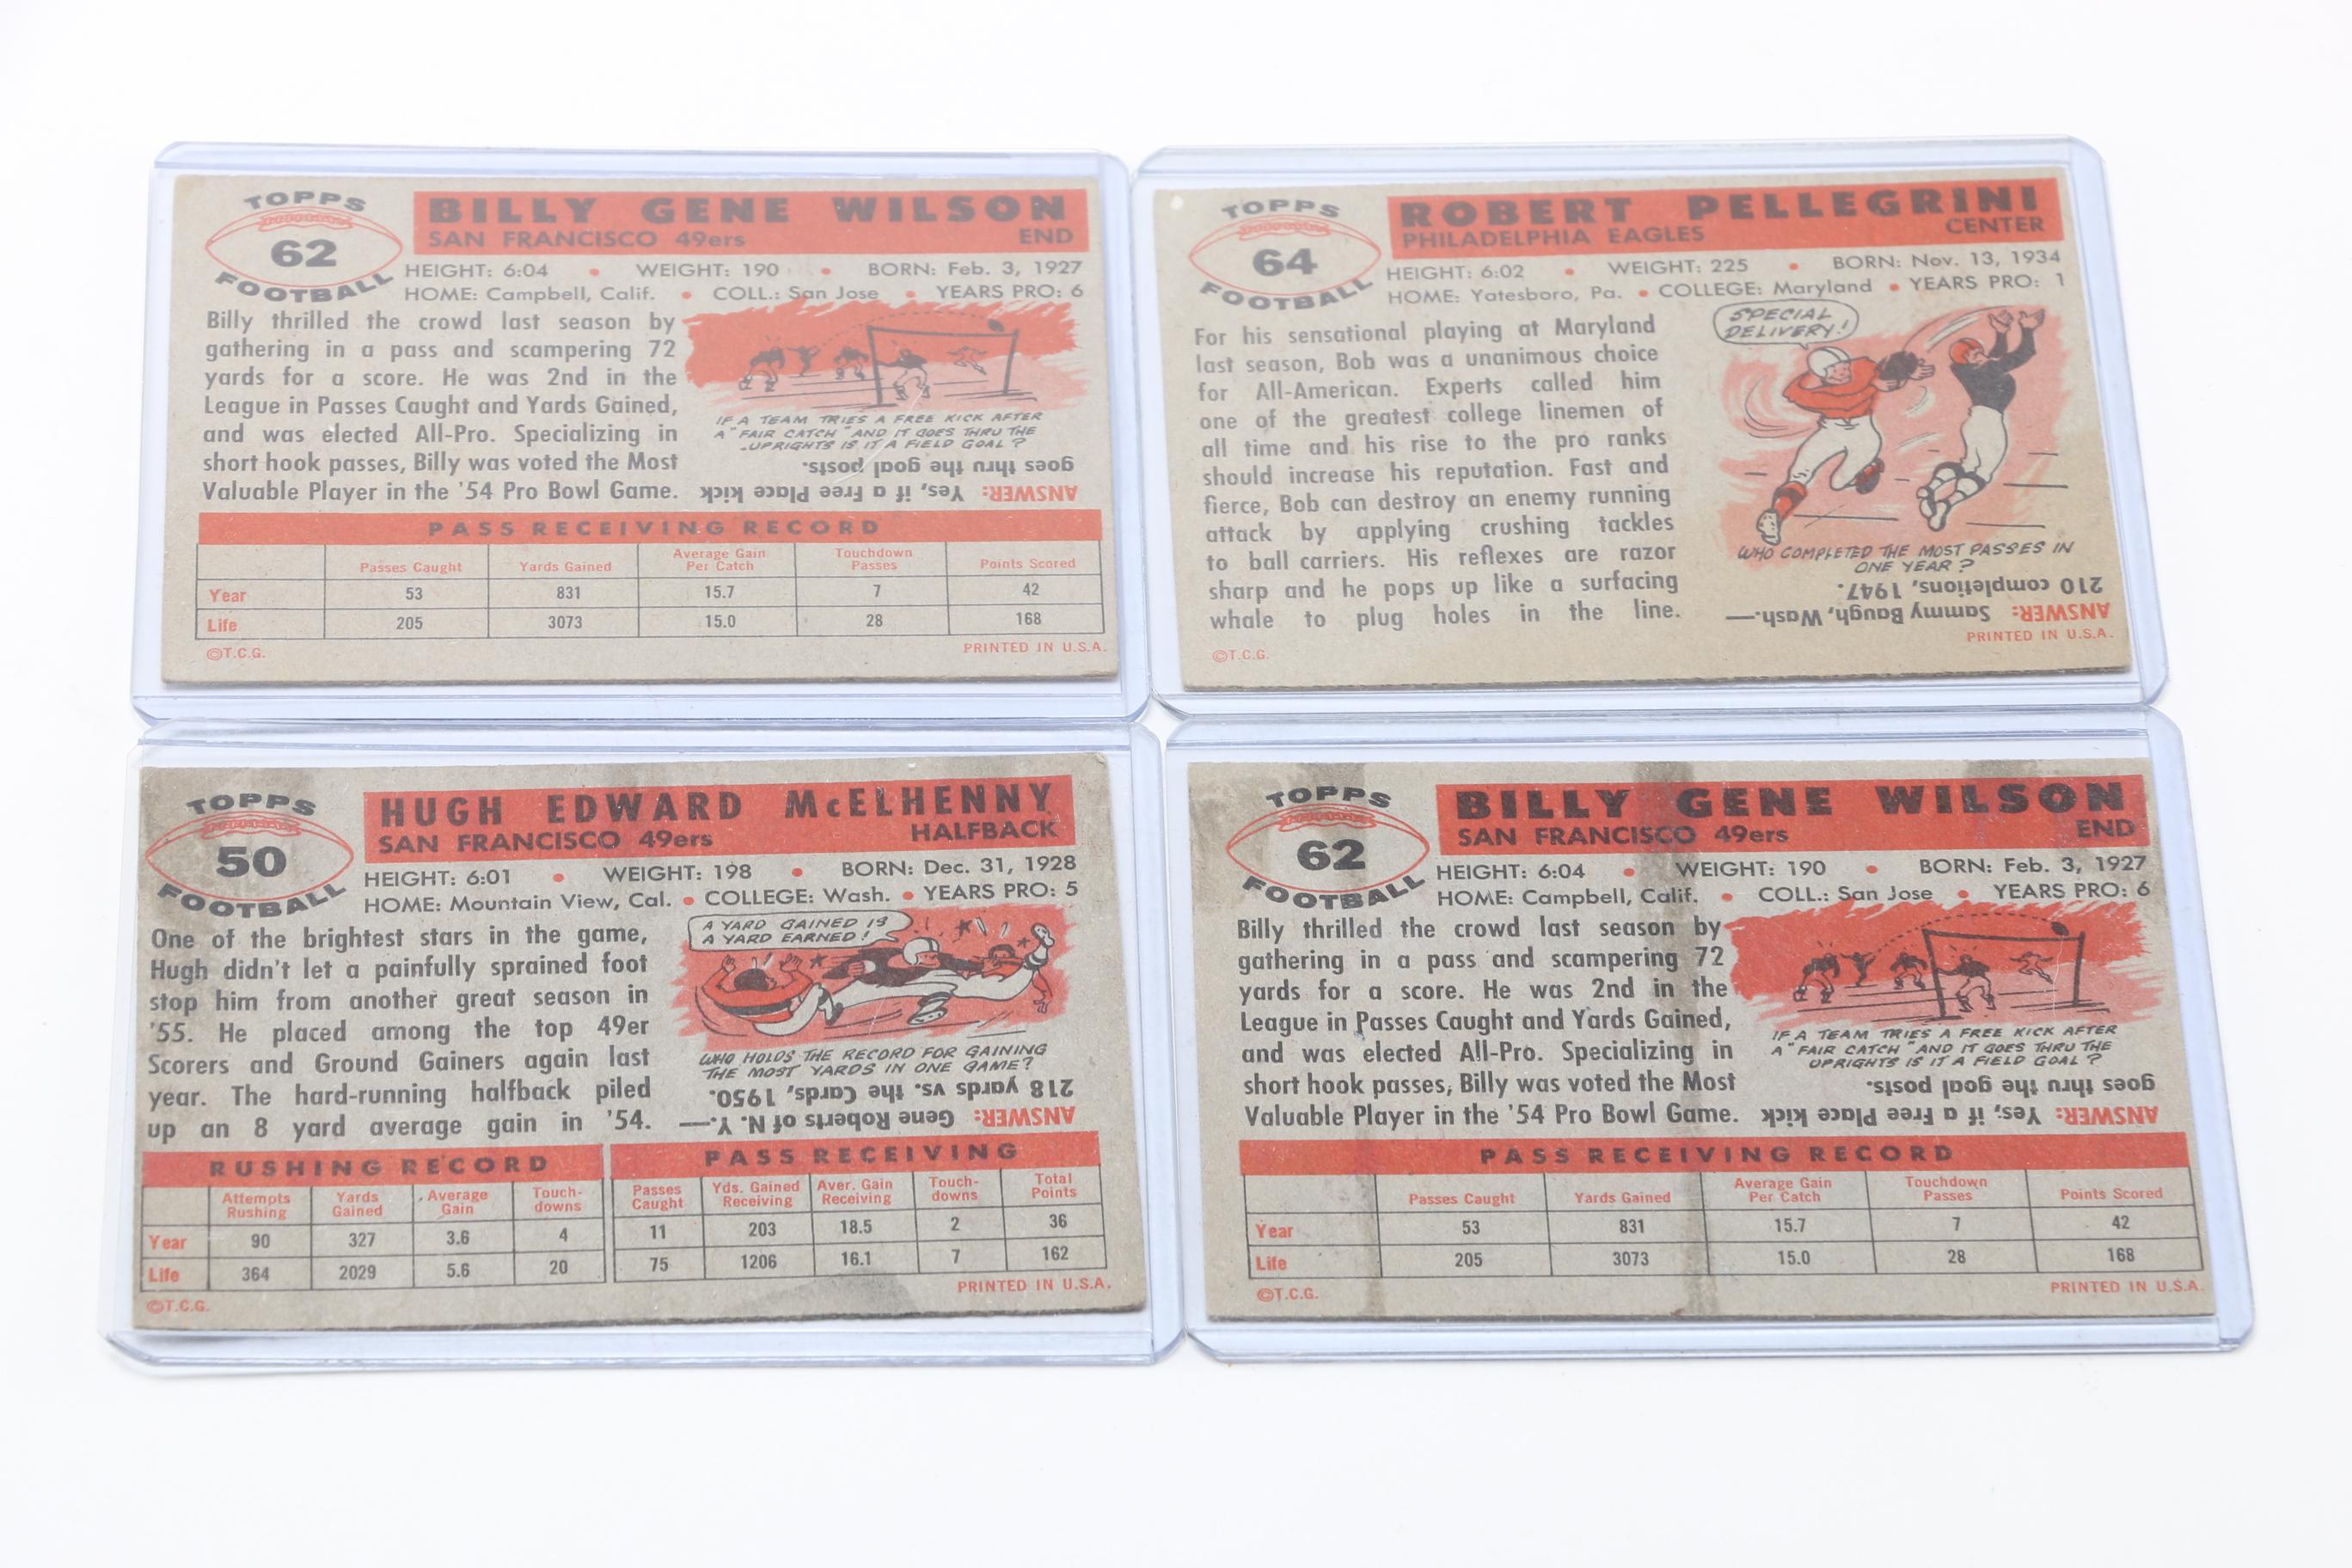 TOPPS
62
FOOTBALL
BILLY GENE WILSON
SAN FRANCISCO 49ers END
HEIGHT: 6:04 • WEIGHT: 190 • BORN: Feb. 3, 1927
HOME: Campbell, Calif. • COLL.: San Jose • YEARS PRO: 6
Billy thrilled the crowd last season by
gathering in a pass and scampering 72
yards for a score. He was 2nd in the
League in Passes Caught and Yards Gained,
and was elected All-Pro. Specializing in
short hook passes, Billy was voted the Most
Valuable Player in the '54 Pro Bowl Game.
IF A TEAM TRIES A FREE KICK AFTER
A "FAIR CATCH" AND IT GOES THRU THE
UPRIGHTS IS IT A FIELD GOAL?
ANSWER: Yes, if a Free Place kick
goes thru the goal posts.
PASS RECEIVING RECORD
Passes Caught Yards Gained Average Gain Per Catch Touchdown Passes Points Scored
Year 53 831 15.7 7 42
Life 205 3073 15.0 28 168
©T.C.G. PRINTED IN U.S.A.
TOPPS
64
FOOTBALL
ROBERT PELLEGRINI
PHILADELPHIA EAGLES CENTER
HEIGHT: 6:02 • WEIGHT: 225 • BORN: Nov. 13, 1934
HOME: Yatesboro, Pa. • COLLEGE: Maryland • YEARS PRO: 1
For his sensational playing at Maryland
last season, Bob was a unanimous choice
for All-American. Experts called him
one of the greatest college linemen of
all time and his rise to the pro ranks
should increase his reputation. Fast and
fierce, Bob can destroy an enemy running
attack by applying crushing tackles
to ball carriers. His reflexes are razor
sharp and he pops up like a surfacing
whale to plug holes in the line.
SPECIAL
DELIVERY!
WHO COMPLETED THE MOST PASSES IN
ONE YEAR?
ANSWER: Sammy Baugh, Wash.—
210 completions, 1947.
©T.C.G. PRINTED IN U.S.A.
TOPPS
50
FOOTBALL
HUGH EDWARD McELHENNY
SAN FRANCISCO 49ers HALFBACK
HEIGHT: 6:01 • WEIGHT: 198 • BORN: Dec. 31, 1928
HOME: Mountain View, Cal. • COLLEGE: Wash. • YEARS PRO: 5
One of the brightest stars in the game,
Hugh didn't let a painfully sprained foot
stop him from another great season in
'55. He placed among the top 49er
Scorers and Ground Gainers again last
year. The hard-running halfback piled
up an 8 yard average gain in '54.
A YARD GAINED IS
A YARD EARNED!
WHO HOLDS THE RECORD FOR GAINING
THE MOST YARDS IN ONE GAME?
ANSWER: Gene Roberts of N. Y.—
218 yards vs. the Cards, 1950.
RUSHING RECORD
Attempts Rushing Yards Gained Average Gain Touch-downs
Year 90 327 3.6 4
Life 364 2029 5.6 20
PASS RECEIVING
Passes Caught Yds. Gained Receiving Aver. Gain Receiving Touch-downs Total Points
11 203 18.5 2 36
75 1206 16.1 7 162
©T.C.G. PRINTED IN U.S.A.
TOPPS
62
FOOTBALL
BILLY GENE WILSON
SAN FRANCISCO 49ers END
HEIGHT: 6:04 • WEIGHT: 190 • BORN: Feb. 3, 1927
HOME: Campbell, Calif. • COLL.: San Jose • YEARS PRO: 6
Billy thrilled the crowd last season by
gathering in a pass and scampering 72
yards for a score. He was 2nd in the
League in Passes Caught and Yards Gained,
and was elected All-Pro. Specializing in
short hook passes, Billy was voted the Most
Valuable Player in the '54 Pro Bowl Game.
IF A TEAM TRIES A FREE KICK AFTER
A "FAIR CATCH" AND IT GOES THRU THE
UPRIGHTS IS IT A FIELD GOAL?
ANSWER: Yes, if a Free Place kick
goes thru the goal posts.
PASS RECEIVING RECORD
Passes Caught Yards Gained Average Gain Per Catch Touchdown Passes Points Scored
Year 53 831 15.7 7 42
Life 205 3073 15.0 28 168
©T.C.G. PRINTED IN U.S.A.